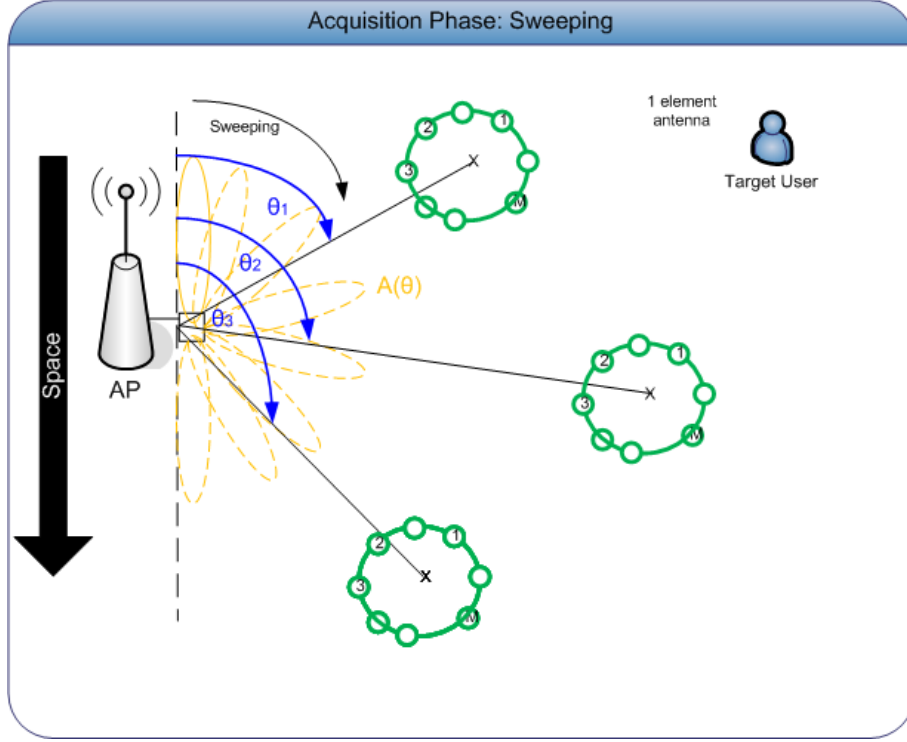 Acquisition Phase: Sweeping
1 element
antenna
Target User
Sweeping
θ1
θ2
θ3
A(θ)
AP
Space
1
2
3
M
X
1
2
3
M
X
1
2
3
M
x